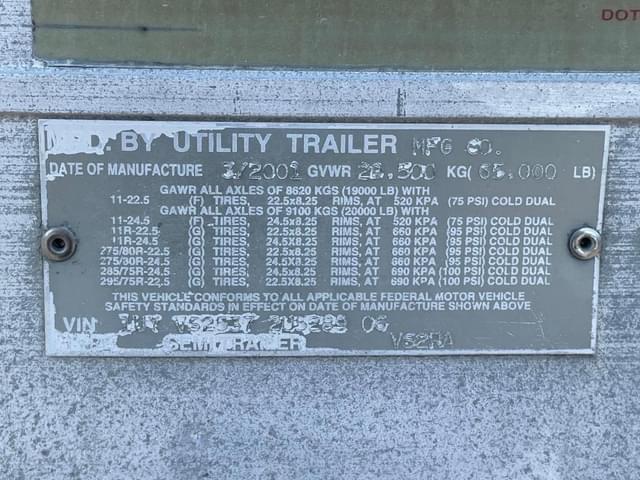 DOT
MFD. BY UTILITY TRAILER MFG CO.
DATE OF MANUFACTURE 3/2001 GVWR KG( 65,000 LB)
GAWR ALL AXLES OF 8620 KGS (19000 LB) WITH
11-22.5 (F) TIRES, 22.5x8.25 RIMS, AT 520 KPA (75 PSI) COLD DUAL
GAWR ALL AXLES OF 9100 KGS (20000 LB) WITH
11-24.5 (F) TIRES, 24.5x8.25 RIMS, AT 520 KPA (75 PSI) COLD DUAL
11R-22.5 (G) TIRES, 22.5X8.25 RIMS, AT 660 KPA (95 PSI) COLD DUAL
11R-24.5 (G) TIRES, 24.5X8.25 RIMS, AT 660 KPA (95 PSI) COLD DUAL
275/80R-22.5 (G) TIRES, 22.5X8.25 RIMS, AT 660 KPA (95 PSI) COLD DUAL
275/80R-24.5 (G) TIRES, 24.5X8.25 RIMS, AT 660 KPA (95 PSI) COLD DUAL
285/75R-24.5 (G) TIRES, 24.5X8.25 RIMS, AT 690 KPA (100 PSI) COLD DUAL
295/75R-22.5 (G) TIRES, 22.5X8.25 RIMS, AT 690 KPA (100 PSI) COLD DUAL
THIS VEHICLE CONFORMS TO ALL APPLICABLE FEDERAL MOTOR VEHICLE
SAFETY STANDARDS IN EFFECT ON DATE OF MANUFACTURE SHOWN ABOVE
VIN 06
SEMI TRAILER VS2RA